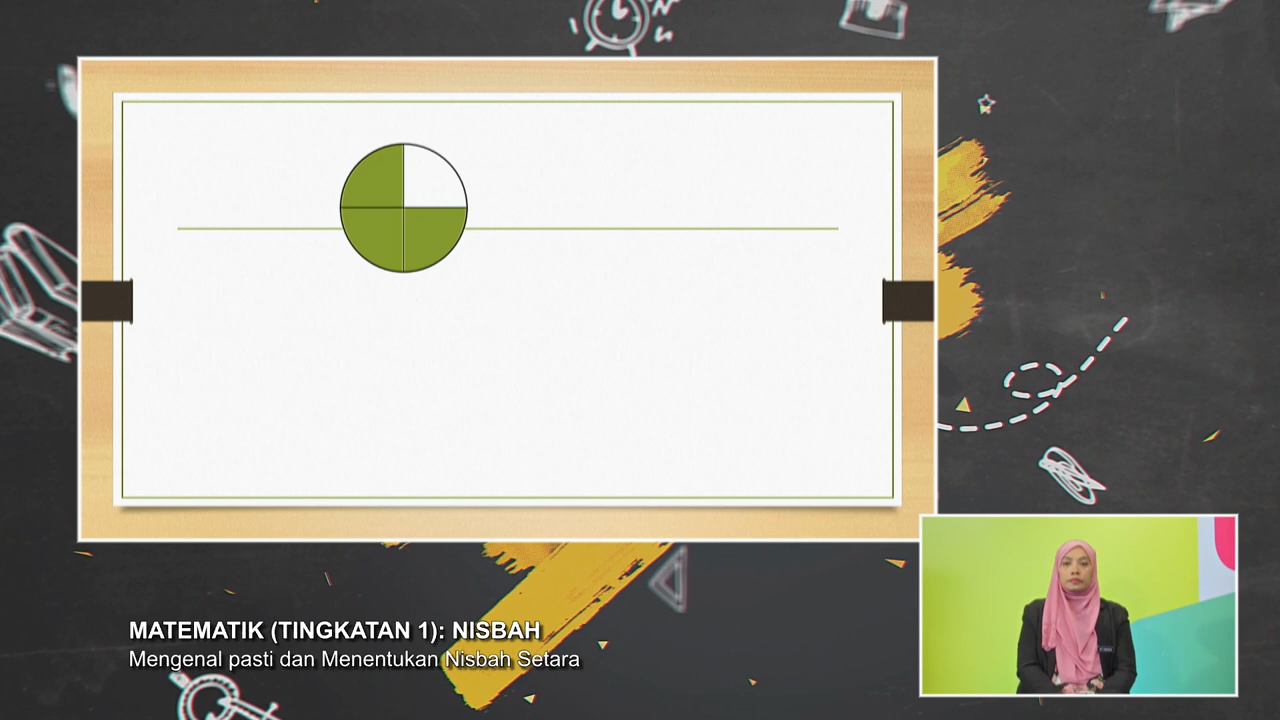 MATEMATIK (TINGKATAN 1): NISBAH
Mengenal pasti dan Menentukan Nisbah Setara